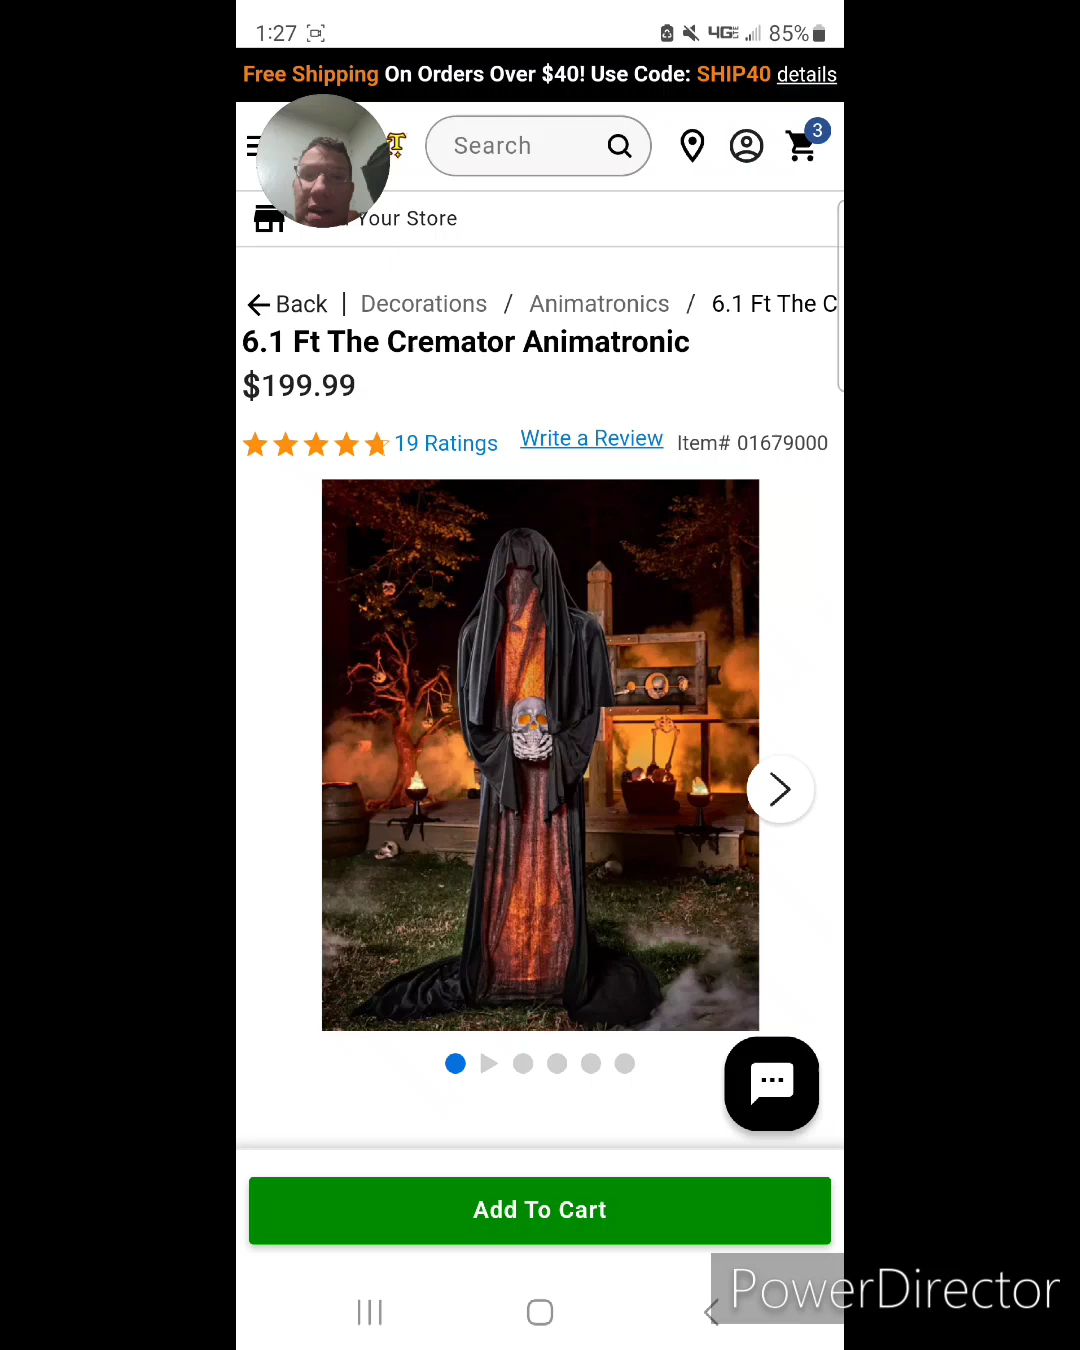 1:27 4G 85%
Free Shipping On Orders Over $40! Use Code: SHIP40 details
T Search 3
Your Store
Back | Decorations / Animatronics / 6.1 Ft The C
6.1 Ft The Cremator Animatronic
$199.99
19 Ratings Write a Review Item# 01679000
Add To Cart
PowerDirector